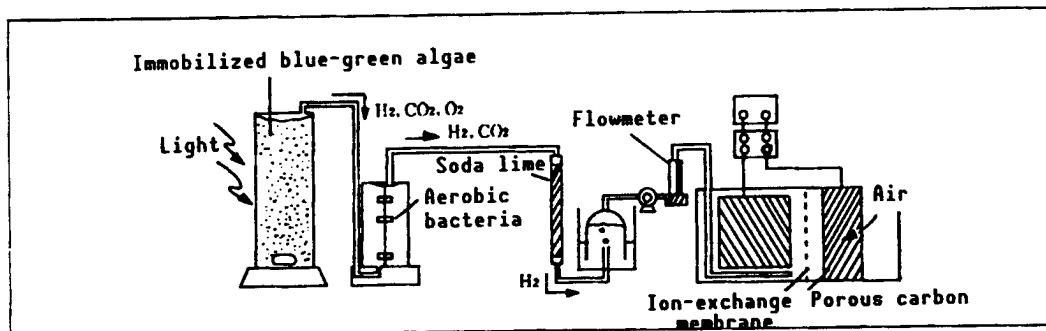 Immobilized blue-green algae
H₂, CO₂, O₂
H₂, CO₂
Flowmeter
Light
Soda lime
Aerobic
bacteria
Air
H₂
Ion-exchange
membrane
Porous carbon